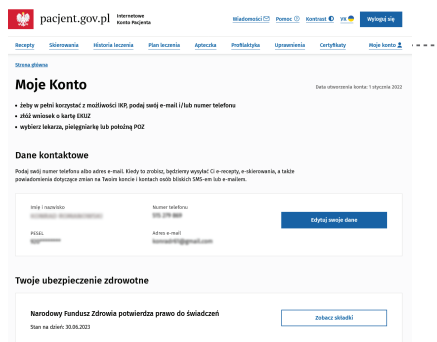 pacjent.gov.pl
Internetowe
Konto Pacjenta
Wiadomości
Pomoc
Kontrast
Wyloguj się
Recepty
Skierowania
Historia leczenia
Plan leczenia
Apteczka
Profilaktyka
Uprawnienia
Certyfikaty
Moje konto
Strona główna
Moje Konto
Data utworzenia konta: 1 stycznia 2022
• żeby w pełni korzystać z możliwości IKP, podaj swój e-mail i/lub numer telefonu
• złóż wniosek o kartę EKUZ
• wybierz lekarza, pielęgniarkę lub położną POZ
Dane kontaktowe
Podaj swój numer telefonu albo adres e-mail. Kiedy to zrobisz, będziemy wysyłać Ci e-recepty, e-skierowania, a także
powiadomienia dotyczące zmian na Twoim koncie i kontach osób bliskich SMS-em lub e-mailem.
Imię i nazwisko
Numer telefonu
Edytuj swoje dane
PESEL
Adres e-mail
Twoje ubezpieczenie zdrowotne
Narodowy Fundusz Zdrowia potwierdza prawo do świadczeń
Stan na dzień: 30.06.2023
Zobacz składki